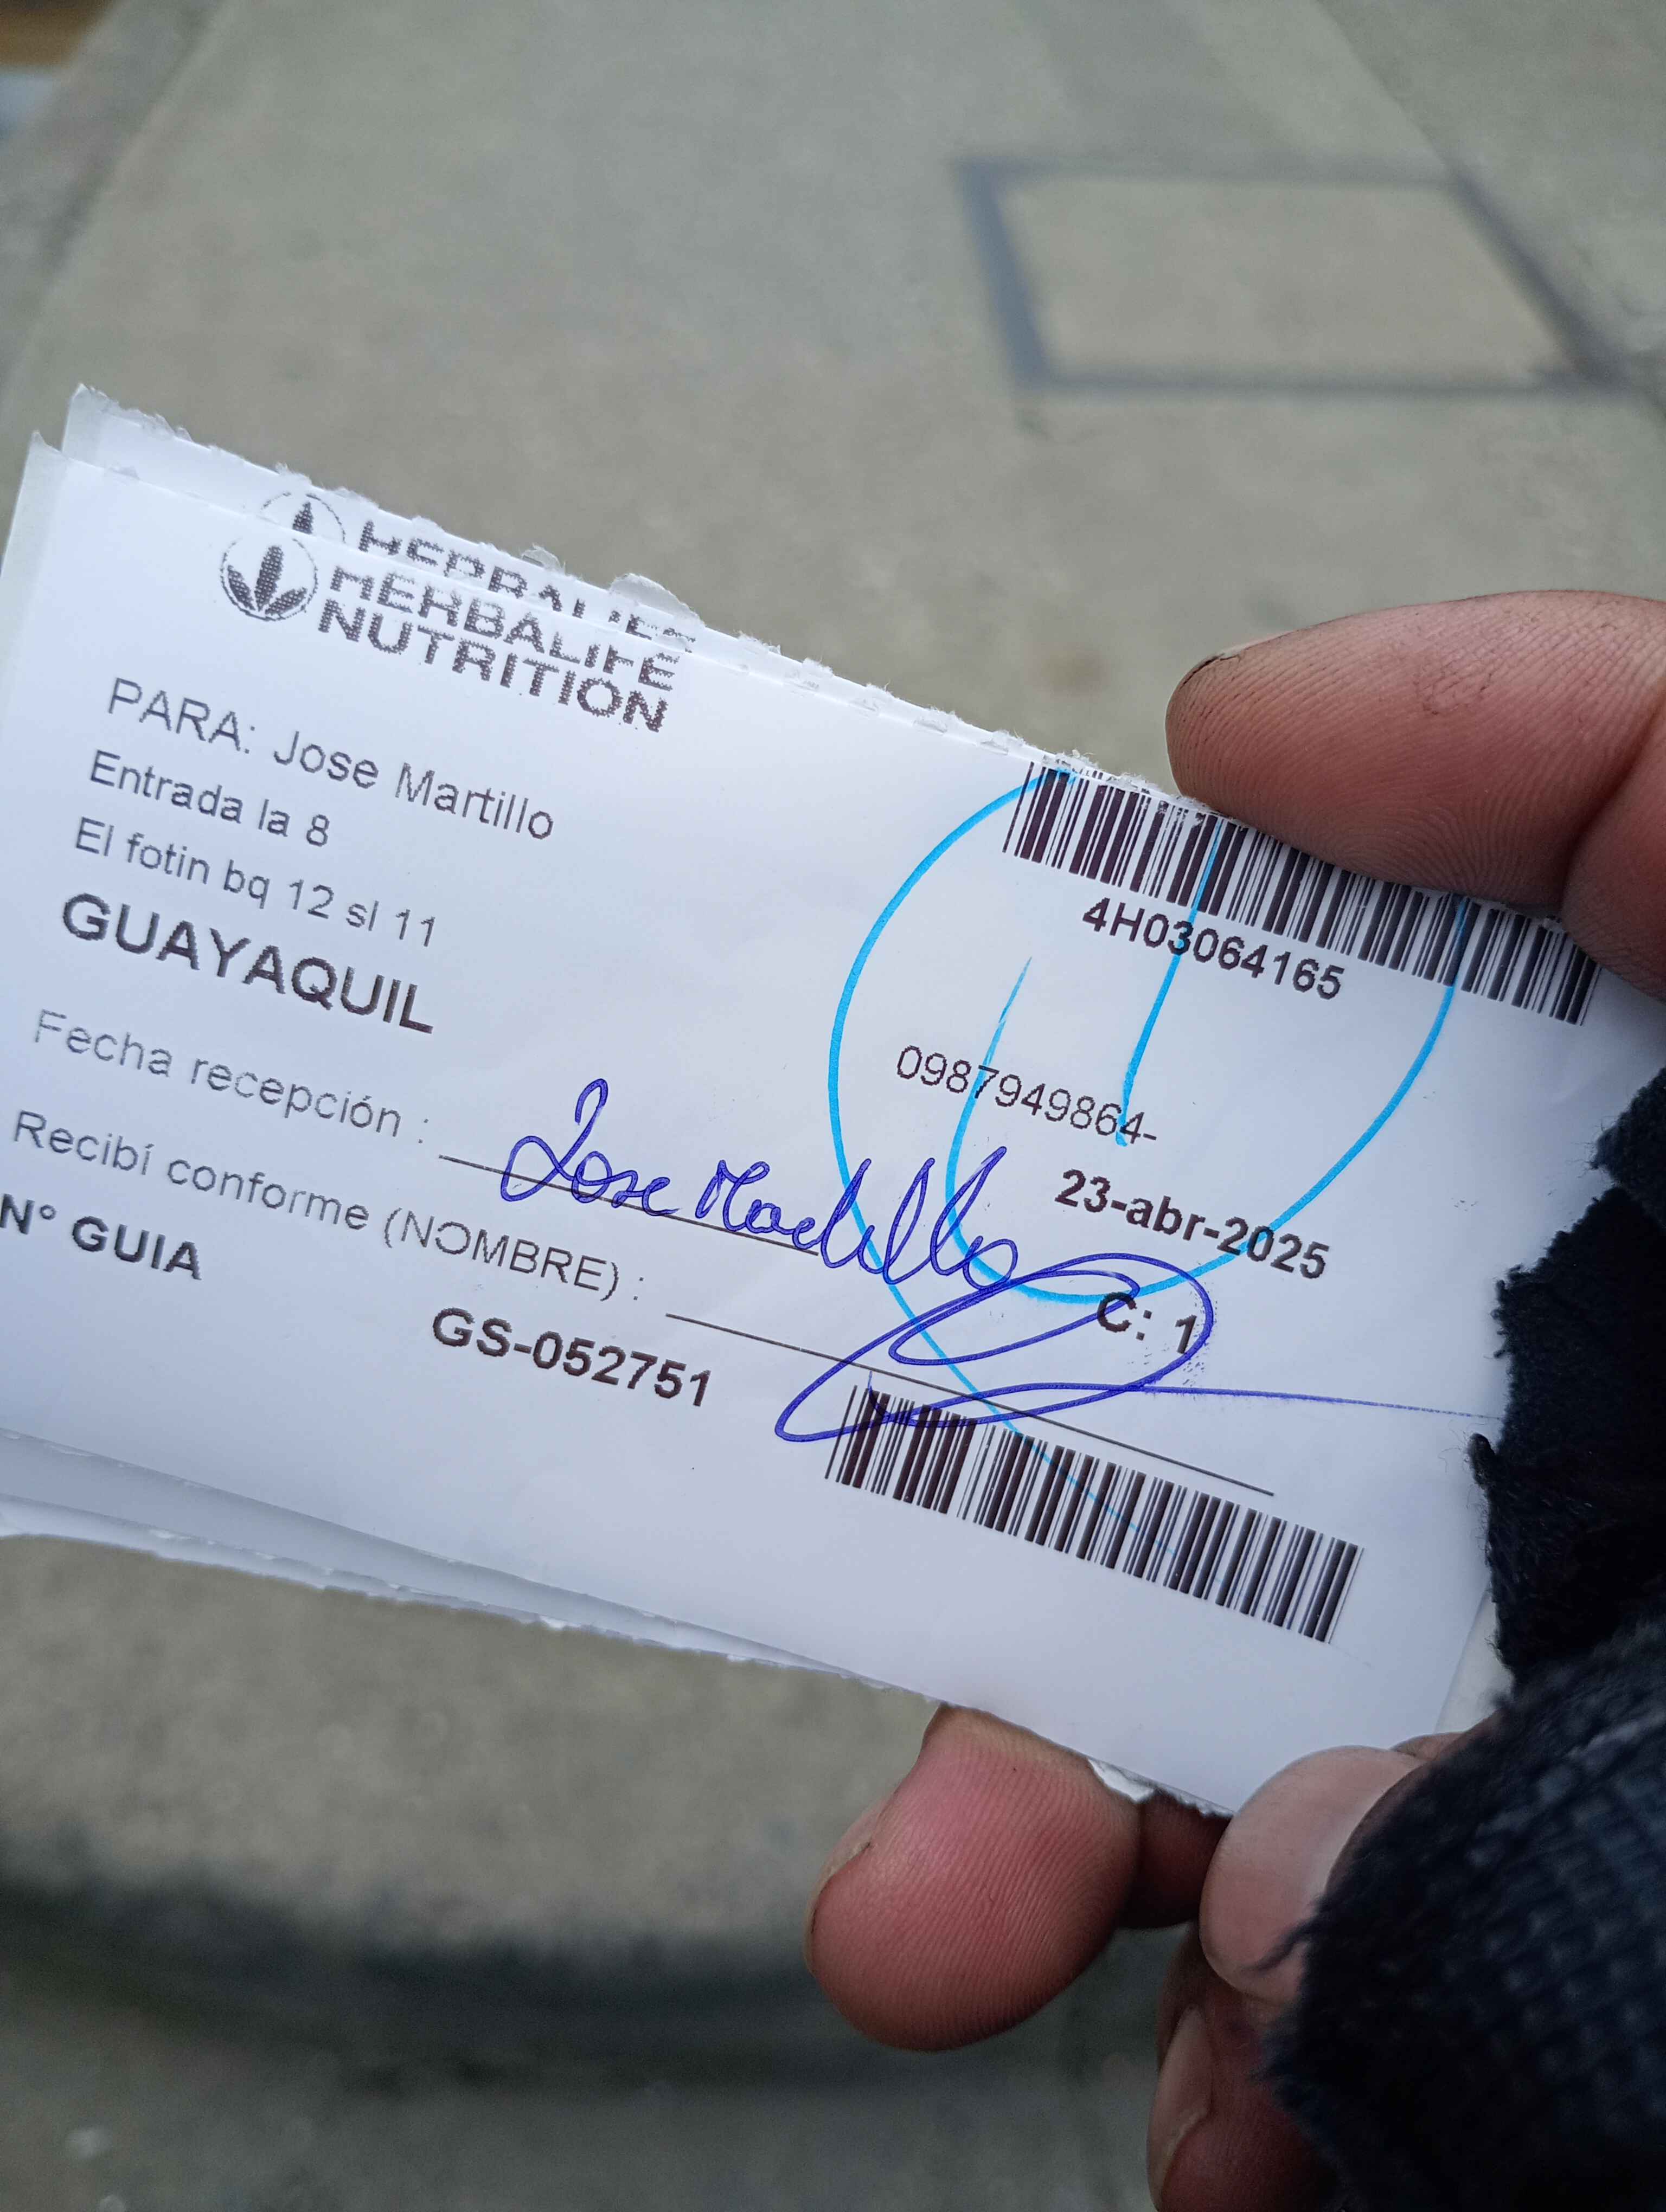 HERBALIFE
HERBALIFE
NUTRITION
PARA: Jose Martillo
Entrada la 8
El fotin bq 12 sl 11
GUAYAQUIL
4H03064165
0987949864-
23-abr-2025
Fecha recepción :
Jose Martillo
Recibí conforme (NOMBRE) :
C: 1
N° GUIA
GS-052751